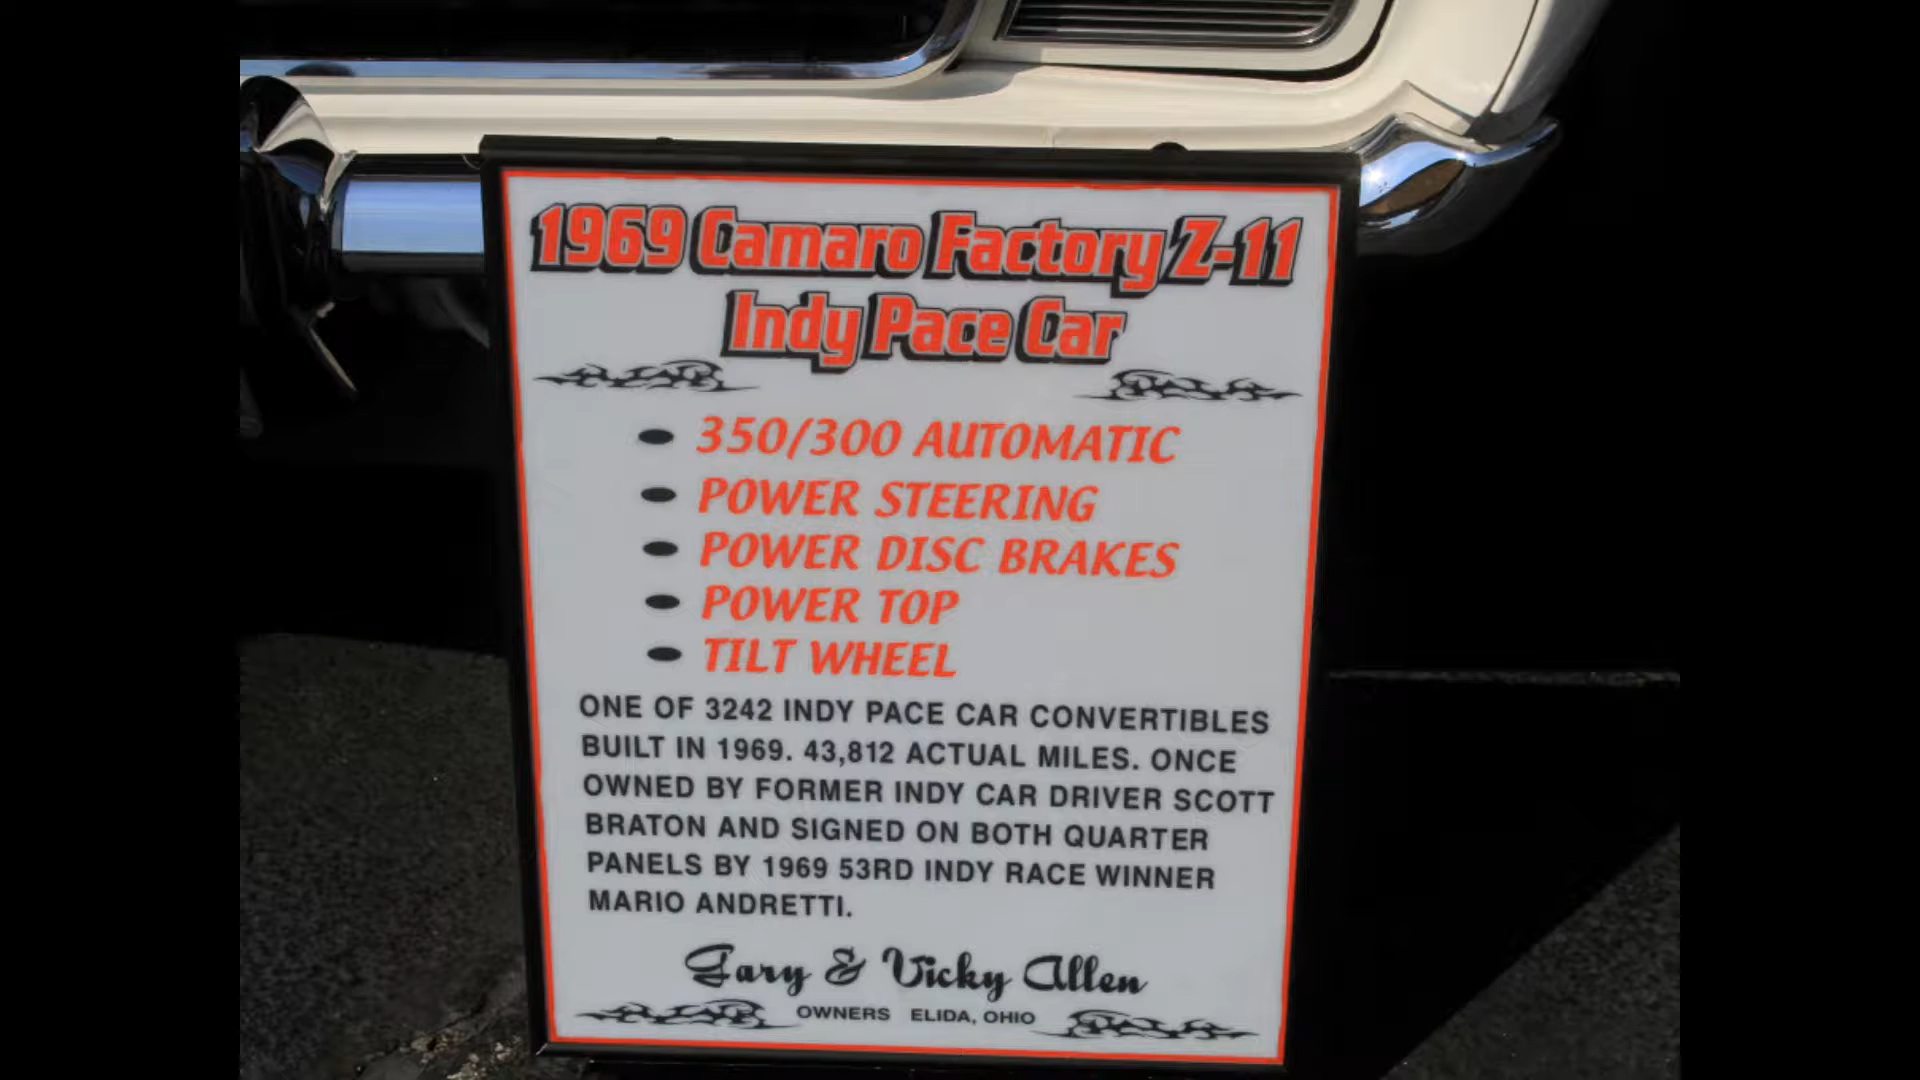 1969 Camaro Factory Z-11
Indy Pace Car
350/300 AUTOMATIC
POWER STEERING
POWER DISC BRAKES
POWER TOP
TILT WHEEL
ONE OF 3242 INDY PACE CAR CONVERTIBLES
BUILT IN 1969. 43,812 ACTUAL MILES. ONCE
OWNED BY FORMER INDY CAR DRIVER SCOTT
BRATON AND SIGNED ON BOTH QUARTER
PANELS BY 1969 53RD INDY RACE WINNER
MARIO ANDRETTI.
Gary & Vicky Allen
OWNERS ELIDA, OHIO